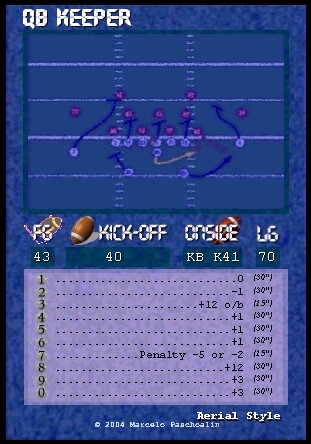 QB KEEPER
FG KICK-OFF ONSIDE LG
43 40 KB K41 70
1 ..............................0 (30")
2 ..............................-1 (30")
3 ..............................+12 o/b (15")
4 ..............................+1 (30")
5 ..............................+1 (30")
6 ..............................+1 (30")
7 ..............Penalty -5 or -2 (15")
8 ..............................+12 (30")
9 ..............................+3 (30")
0 ..............................+3 (30")
Aerial Style
© 2004 Marcelo Paschoalin